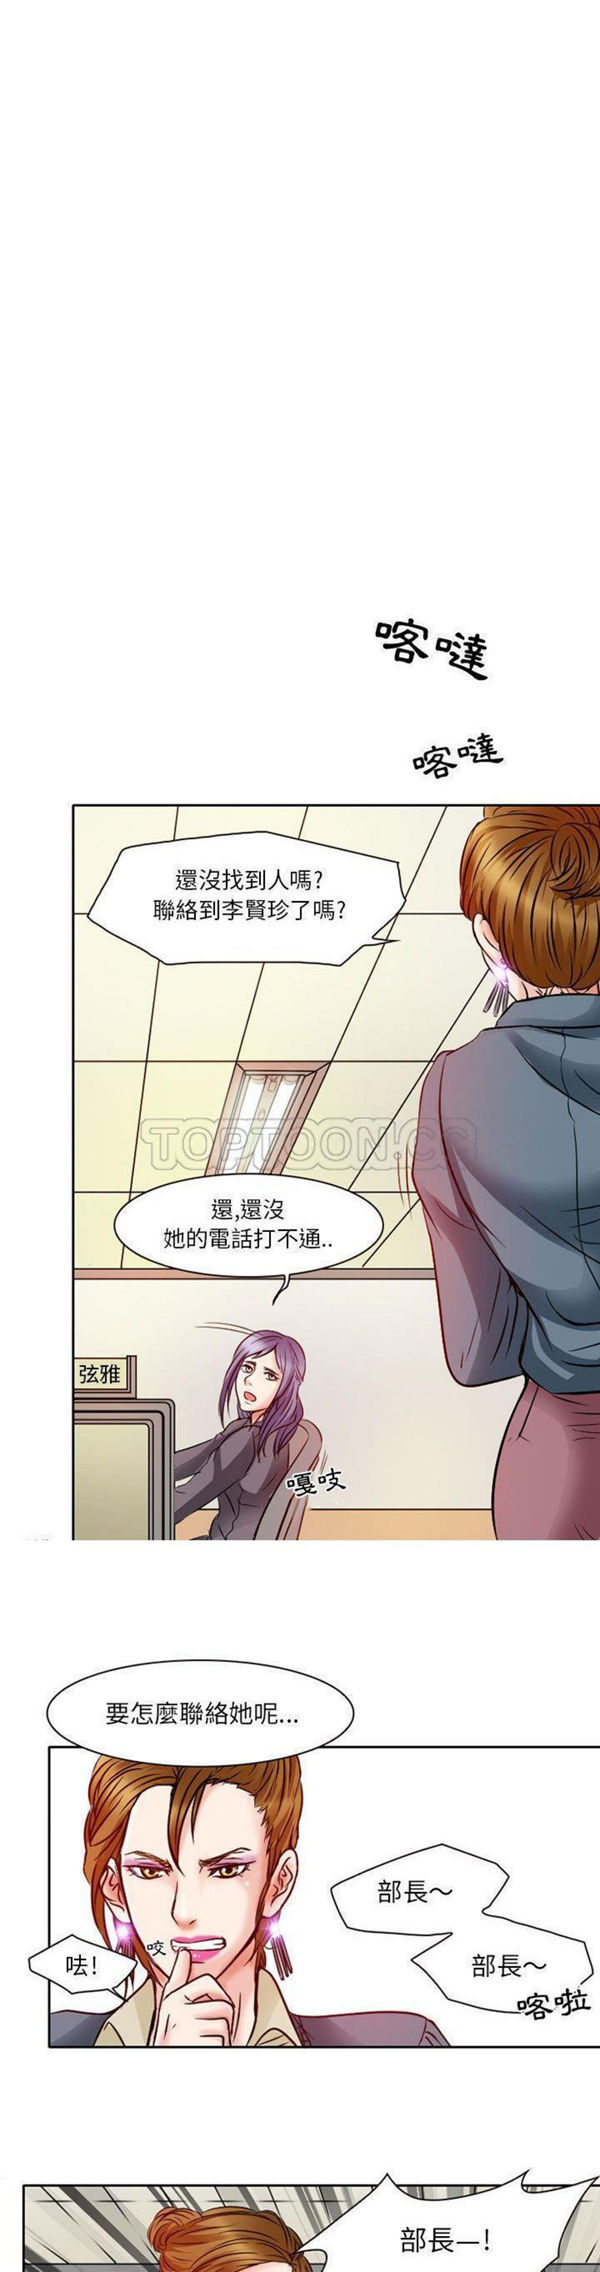 喀噠
喀噠
還沒找到人嗎?
聯絡到李賢珍了嗎?
TOPTOON.CC
還,還沒
她的電話打不通..
弦雅
嘎吱
要怎麼聯絡她呢...
部長～
呿!
咬
部長～
喀啦
部長—!